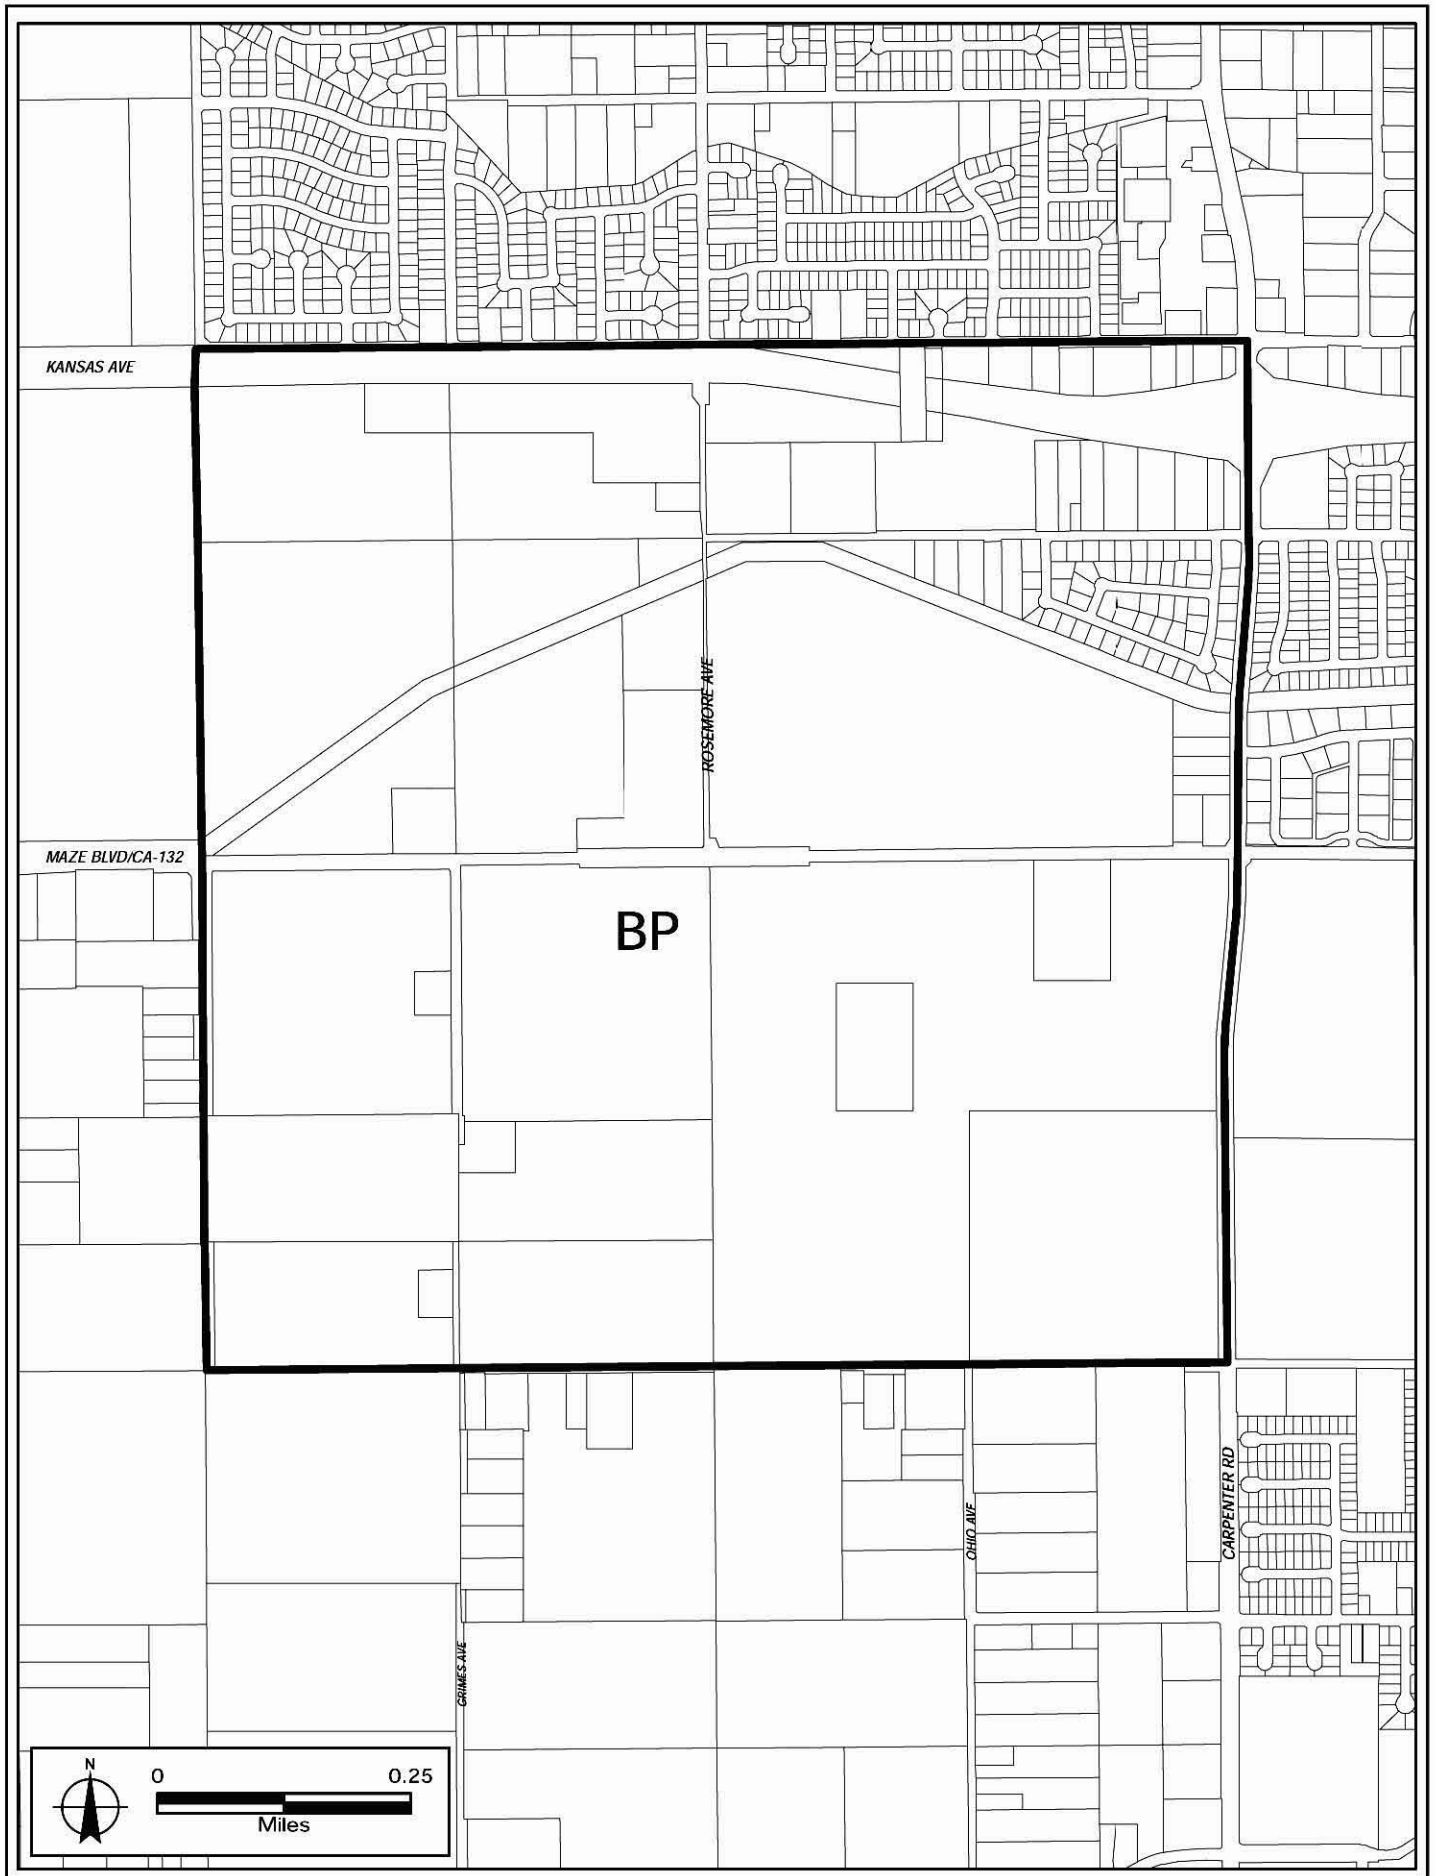 KANSAS AVE
ROSEMORE AVE
MAZE BLVD/CA-132
BP
CARPENTER RD
OHIO AVE
GRIMES AVE
N
0 0.25
Miles